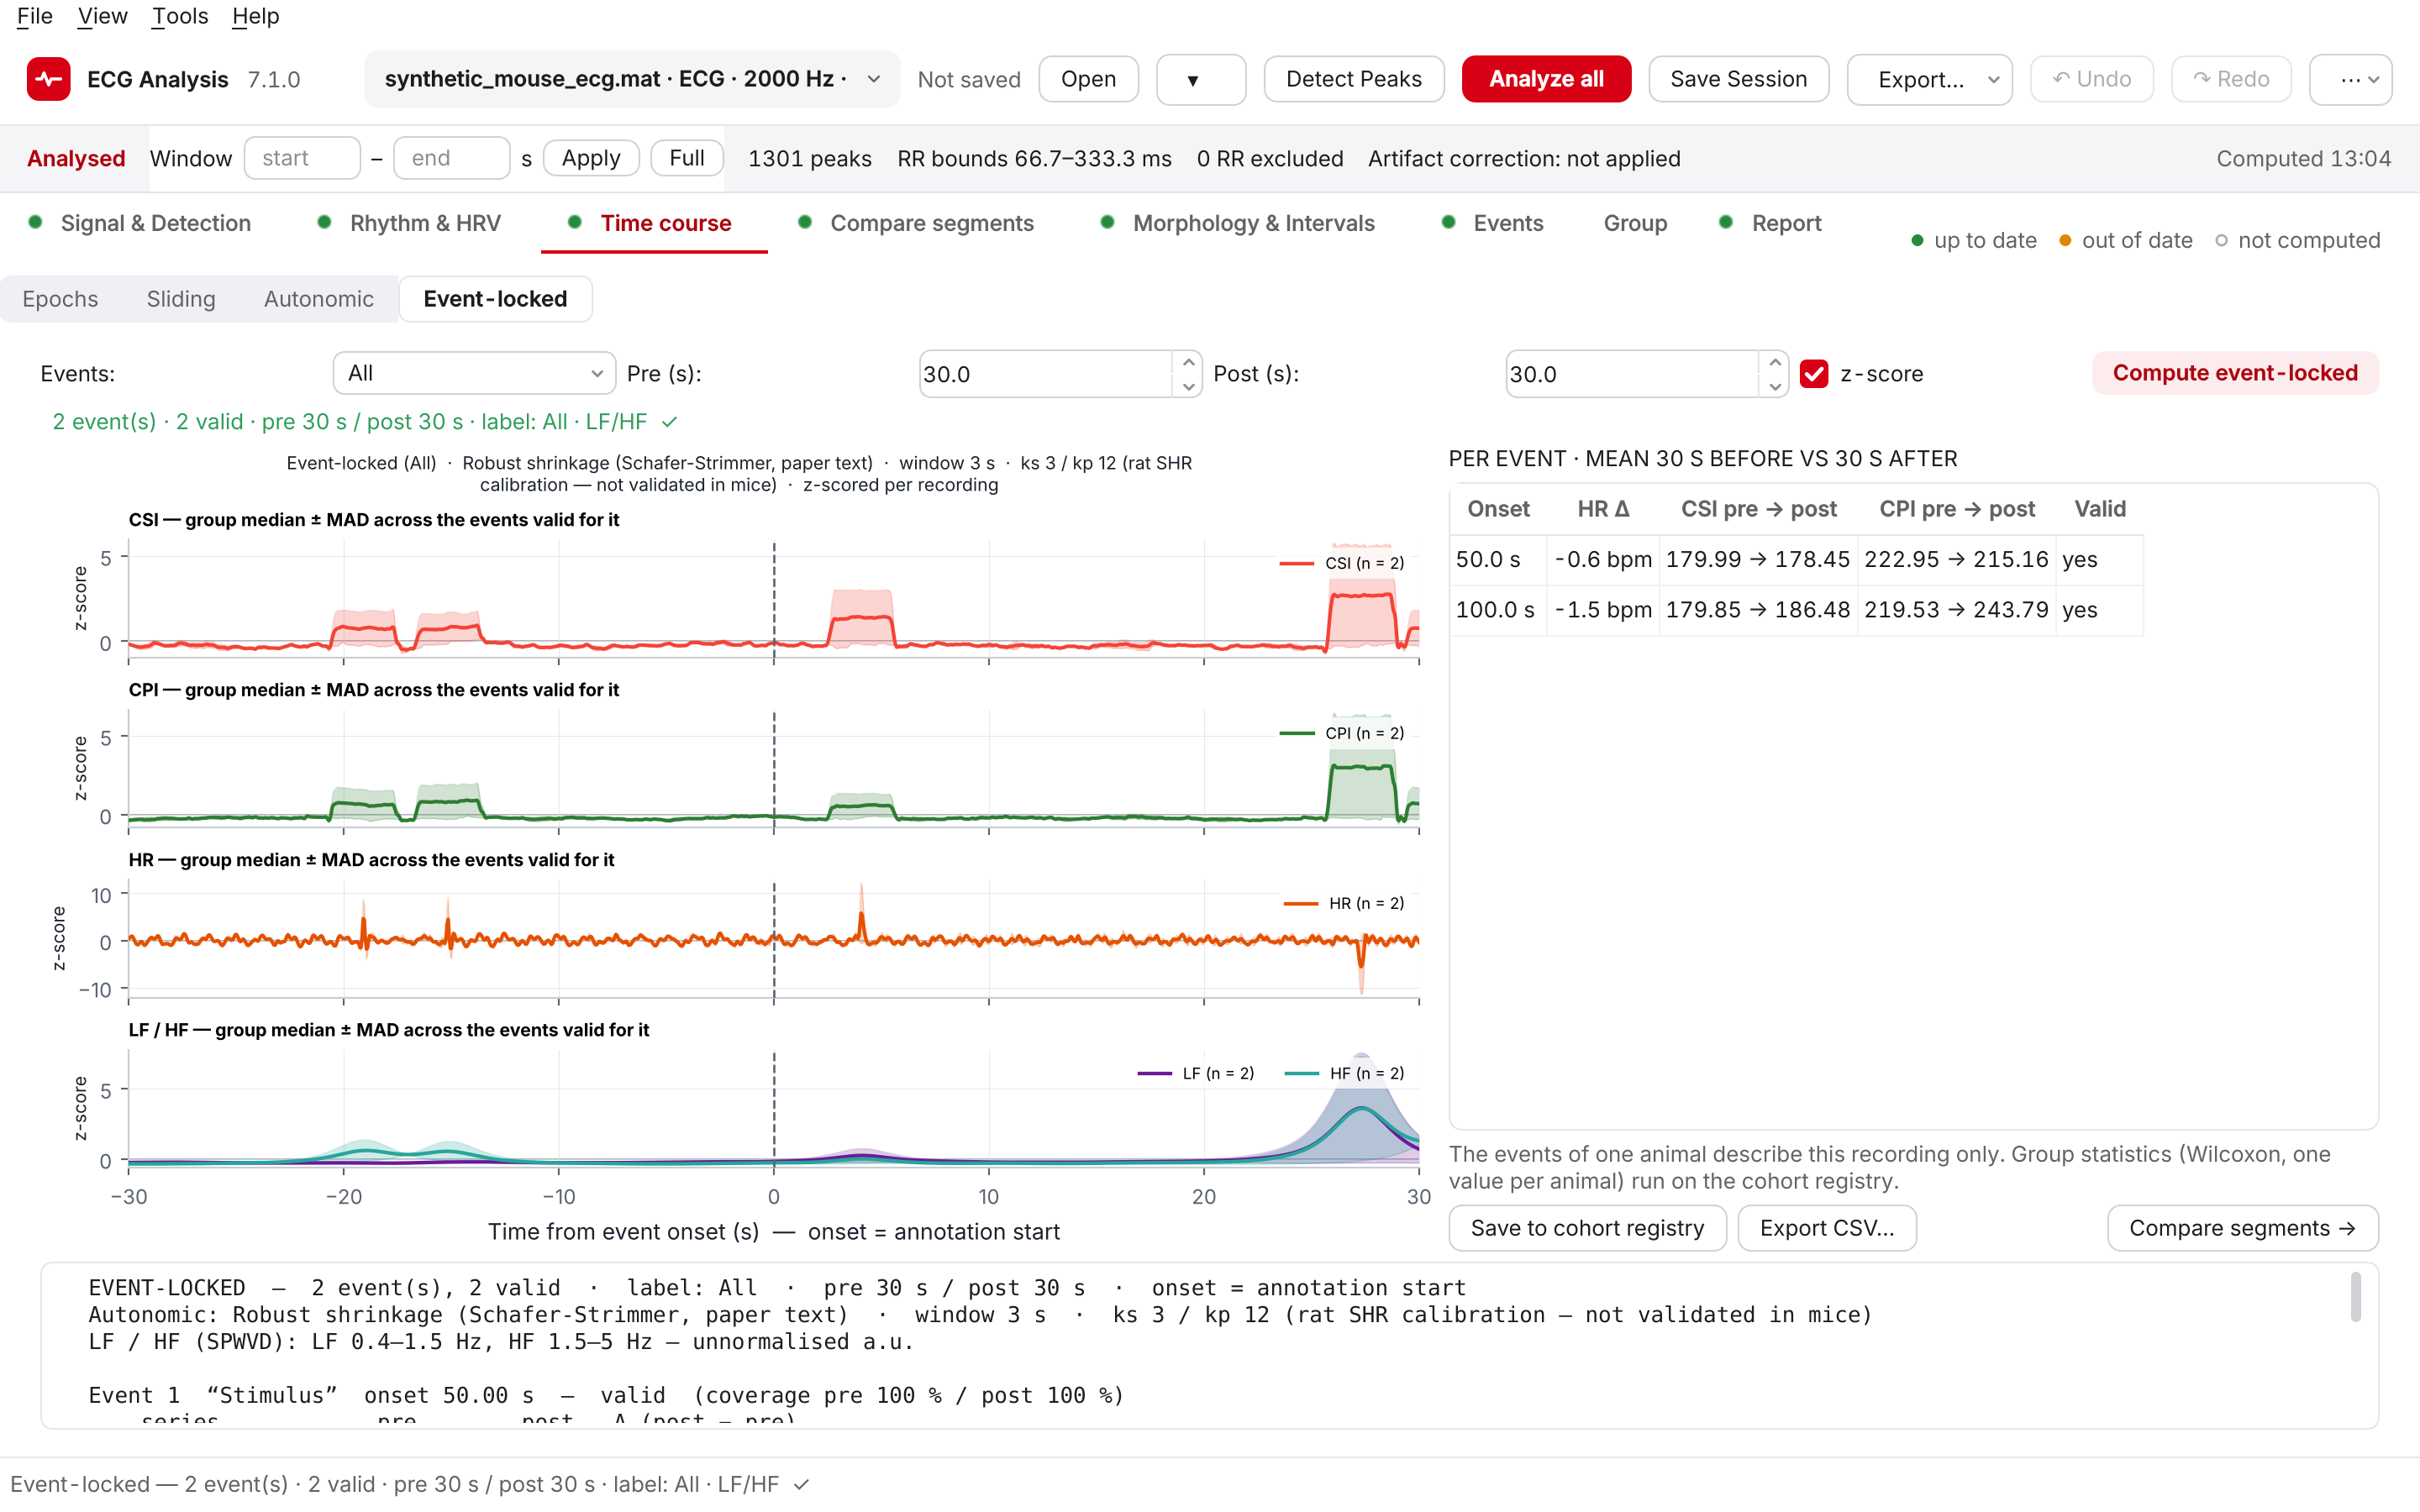 File View Tools Help
ECG Analysis 7.1.0 synthetic_mouse_ecg.mat · ECG · 2000 Hz · Not saved Open ▼ Detect Peaks Analyze all Save Session Export... ↶ Undo ↷ Redo ...
Analysed Window start – end s Apply Full 1301 peaks RR bounds 66.7–333.3 ms 0 RR excluded Artifact correction: not applied Computed 13:04
Signal & Detection Rhythm & HRV Time course Compare segments Morphology & Intervals Events Group Report
up to date out of date not computed
Epochs Sliding Autonomic Event-locked
Events: All Pre (s): 30.0 Post (s): 30.0 z-score Compute event-locked
2 event(s) · 2 valid · pre 30 s / post 30 s · label: All · LF/HF ✓
Event-locked (All) · Robust shrinkage (Schafer-Strimmer, paper text) · window 3 s · ks 3 / kp 12 (rat SHR
calibration — not validated in mice) · z-scored per recording
CSI — group median ± MAD across the events valid for it
z-score
5
0
CSI (n = 2)
CPI — group median ± MAD across the events valid for it
z-score
5
0
CPI (n = 2)
HR — group median ± MAD across the events valid for it
z-score
10
0
−10
HR (n = 2)
LF / HF — group median ± MAD across the events valid for it
z-score
5
0
LF (n = 2) HF (n = 2)
−30 −20 −10 0 10 20 30
Time from event onset (s) — onset = annotation start
PER EVENT · MEAN 30 S BEFORE VS 30 S AFTER
Onset HR Δ CSI pre → post CPI pre → post Valid
50.0 s -0.6 bpm 179.99 → 178.45 222.95 → 215.16 yes
100.0 s -1.5 bpm 179.85 → 186.48 219.53 → 243.79 yes
The events of one animal describe this recording only. Group statistics (Wilcoxon, one
value per animal) run on the cohort registry.
Save to cohort registry Export CSV... Compare segments →
EVENT-LOCKED — 2 event(s), 2 valid · label: All · pre 30 s / post 30 s · onset = annotation start
Autonomic: Robust shrinkage (Schafer-Strimmer, paper text) · window 3 s · ks 3 / kp 12 (rat SHR calibration — not validated in mice)
LF / HF (SPWVD): LF 0.4–1.5 Hz, HF 1.5–5 Hz — unnormalised a.u.
Event 1 “Stimulus” onset 50.00 s — valid (coverage pre 100 % / post 100 %)
series pre post Δ (post − pre)
Event-locked — 2 event(s) · 2 valid · pre 30 s / post 30 s · label: All · LF/HF ✓